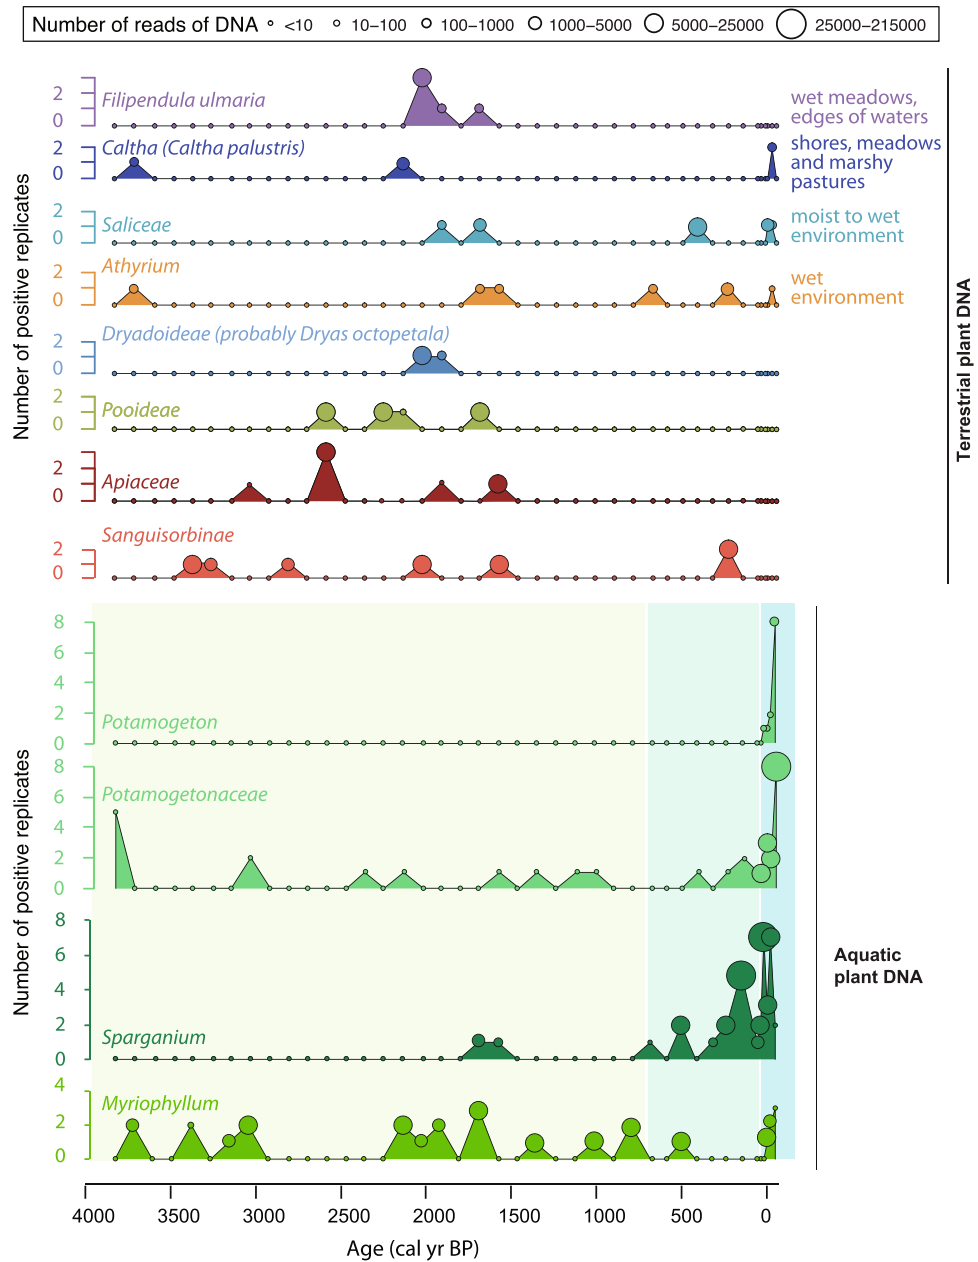 Number of reads of DNA <10 10–100 100–1000 1000–5000 5000–25000 25000–215000
Number of positive replicates
2
0
Filipendula ulmaria
wet meadows,
edges of waters
2
0
Caltha (Caltha palustris)
shores, meadows
and marshy
pastures
2
0
Saliceae
moist to wet
environment
2
0
Athyrium
wet
environment
2
0
Dryadoideae (probably Dryas octopetala)
2
0
Pooideae
2
0
Apiaceae
2
0
Sanguisorbinae
Terrestrial plant DNA
Number of positive replicates
8
6
4
2
0
Potamogeton
8
6
4
2
0
Potamogetonaceae
8
6
4
2
0
Sparganium
4
2
0
Myriophyllum
Aquatic
plant DNA
4000 3500 3000 2500 2000 1500 1000 500 0
Age (cal yr BP)